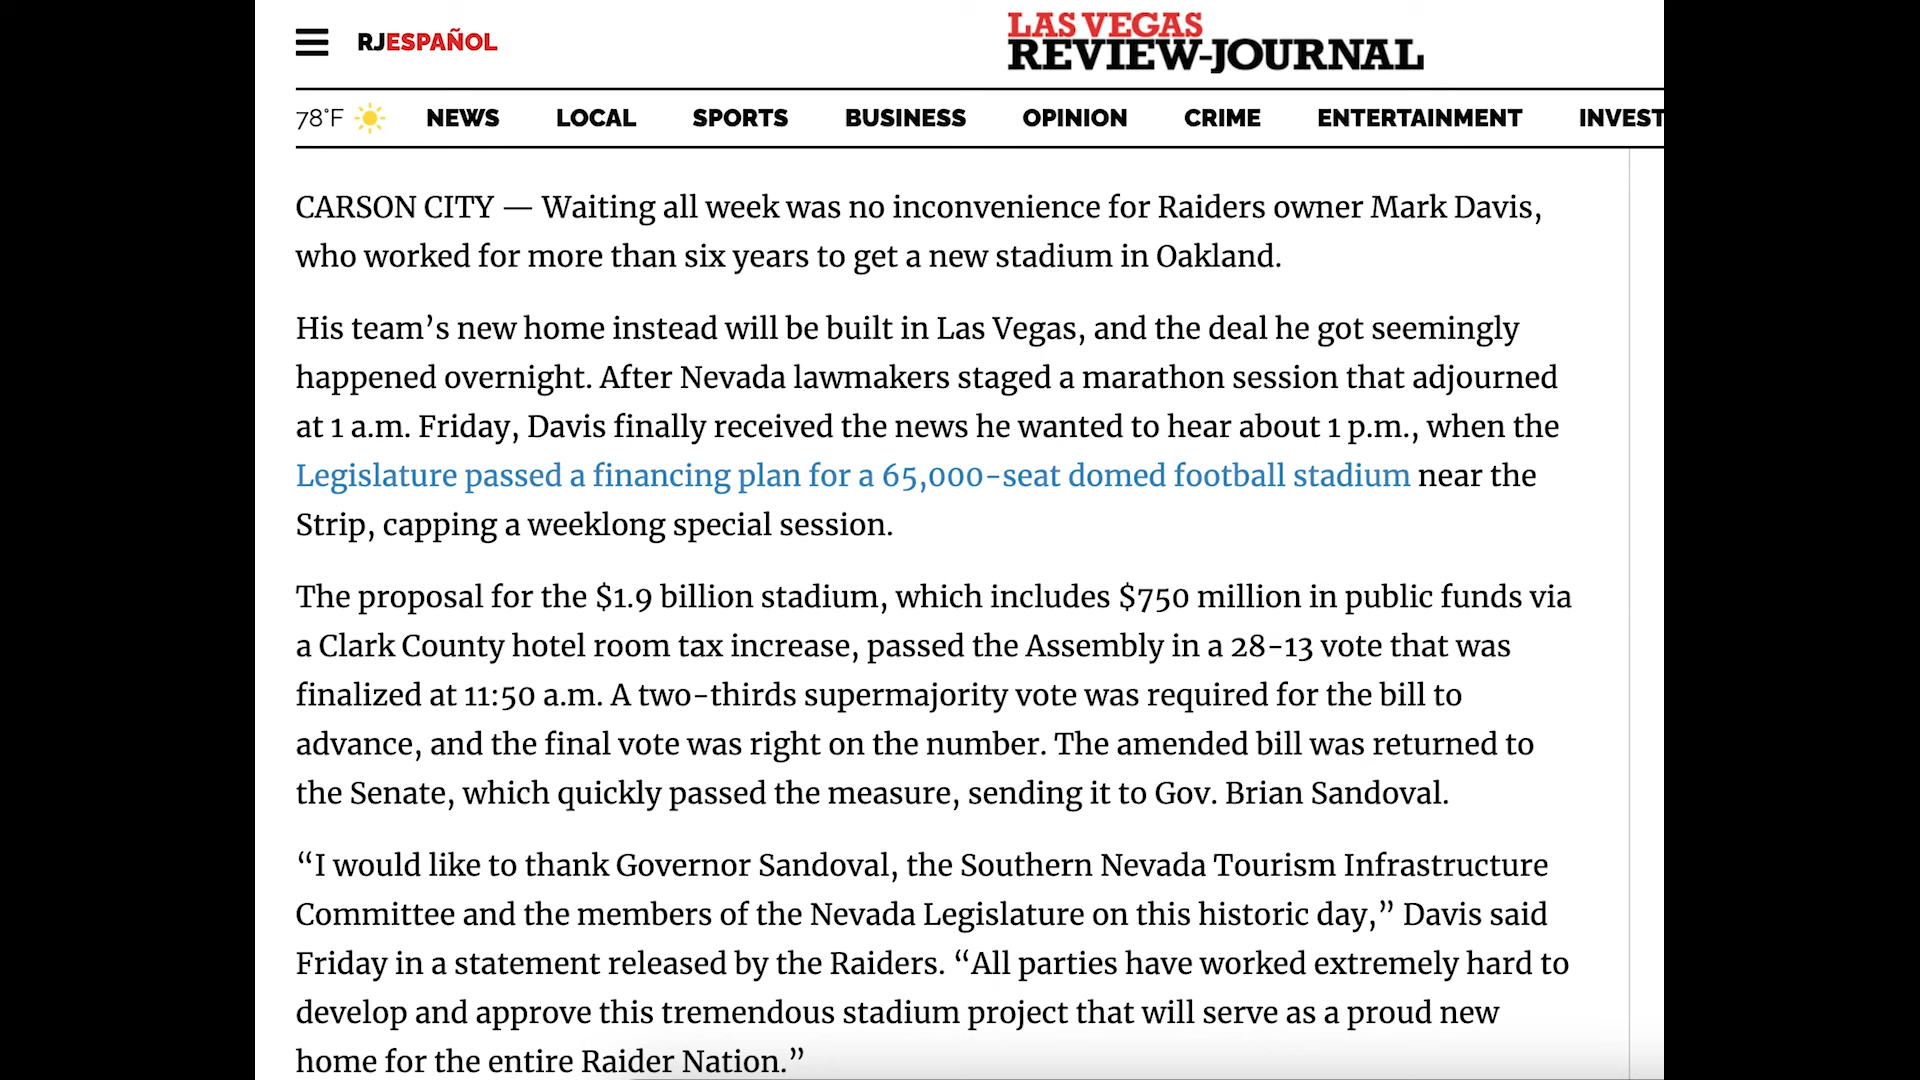 RJESPAÑOL
LAS VEGAS
REVIEW-JOURNAL
78°F NEWS LOCAL SPORTS BUSINESS OPINION CRIME ENTERTAINMENT INVEST
CARSON CITY — Waiting all week was no inconvenience for Raiders owner Mark Davis,
who worked for more than six years to get a new stadium in Oakland.
His team’s new home instead will be built in Las Vegas, and the deal he got seemingly
happened overnight. After Nevada lawmakers staged a marathon session that adjourned
at 1 a.m. Friday, Davis finally received the news he wanted to hear about 1 p.m., when the
Legislature passed a financing plan for a 65,000-seat domed football stadium near the
Strip, capping a weeklong special session.
The proposal for the $1.9 billion stadium, which includes $750 million in public funds via
a Clark County hotel room tax increase, passed the Assembly in a 28-13 vote that was
finalized at 11:50 a.m. A two-thirds supermajority vote was required for the bill to
advance, and the final vote was right on the number. The amended bill was returned to
the Senate, which quickly passed the measure, sending it to Gov. Brian Sandoval.
“I would like to thank Governor Sandoval, the Southern Nevada Tourism Infrastructure
Committee and the members of the Nevada Legislature on this historic day,” Davis said
Friday in a statement released by the Raiders. “All parties have worked extremely hard to
develop and approve this tremendous stadium project that will serve as a proud new
home for the entire Raider Nation.”